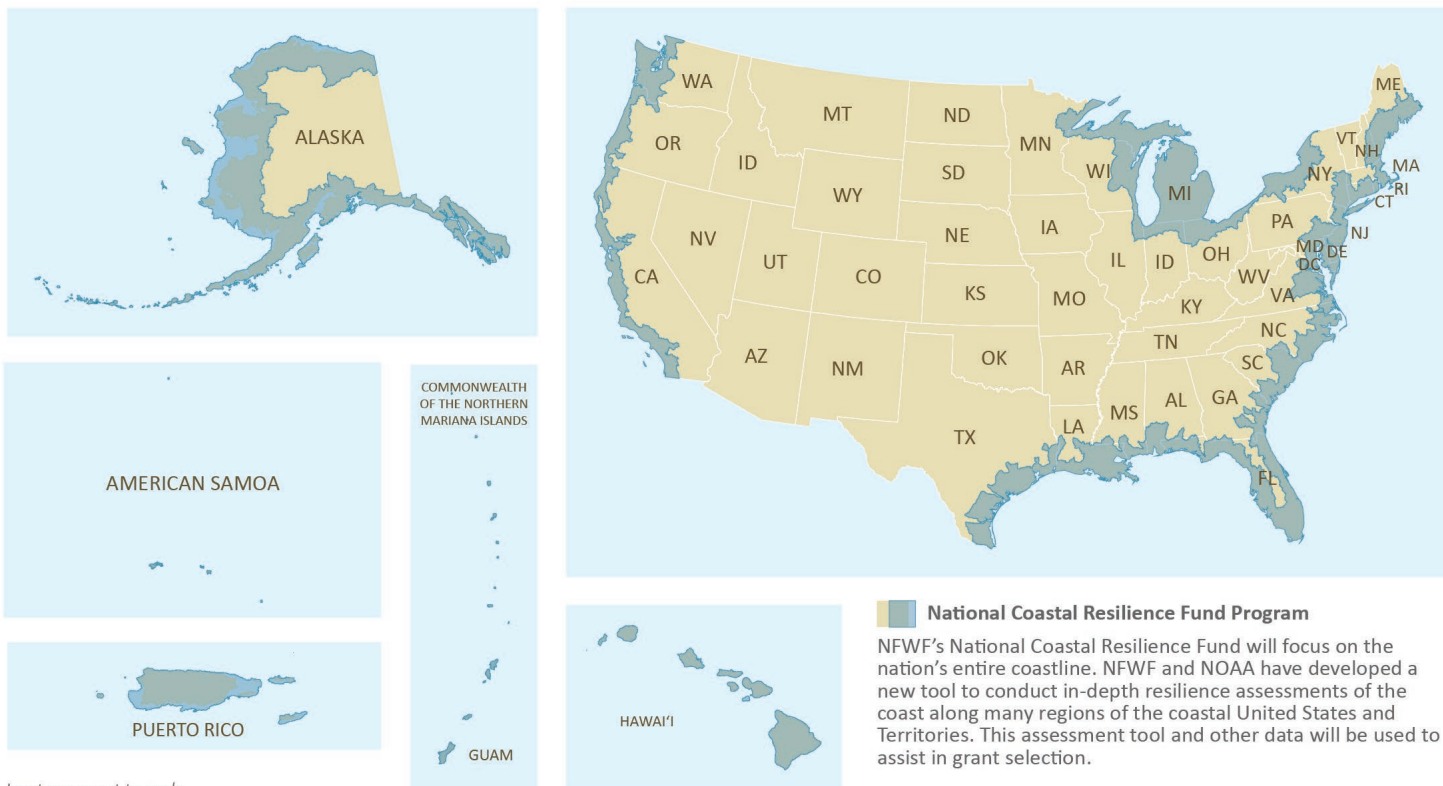 ALASKA
WA
MT
ND
MN
ME
OR
ID
WY
SD
WI
MI
VT
NH
NY
MA
RI
CT
NV
UT
CO
NE
IA
IL
ID
OH
PA
NJ
MD
DE
DC
WV
VA
CA
KS
MO
KY
AZ
NM
OK
AR
TN
NC
SC
TX
LA
MS
AL
GA
FL
AMERICAN SAMOA
COMMONWEALTH
OF THE NORTHERN
MARIANA ISLANDS
GUAM
PUERTO RICO
HAWAI‘I
National Coastal Resilience Fund Program
NFWF’s National Coastal Resilience Fund will focus on the
nation’s entire coastline. NFWF and NOAA have developed a
new tool to conduct in-depth resilience assessments of the
coast along many regions of the coastal United States and
Territories. This assessment tool and other data will be used to
assist in grant selection.